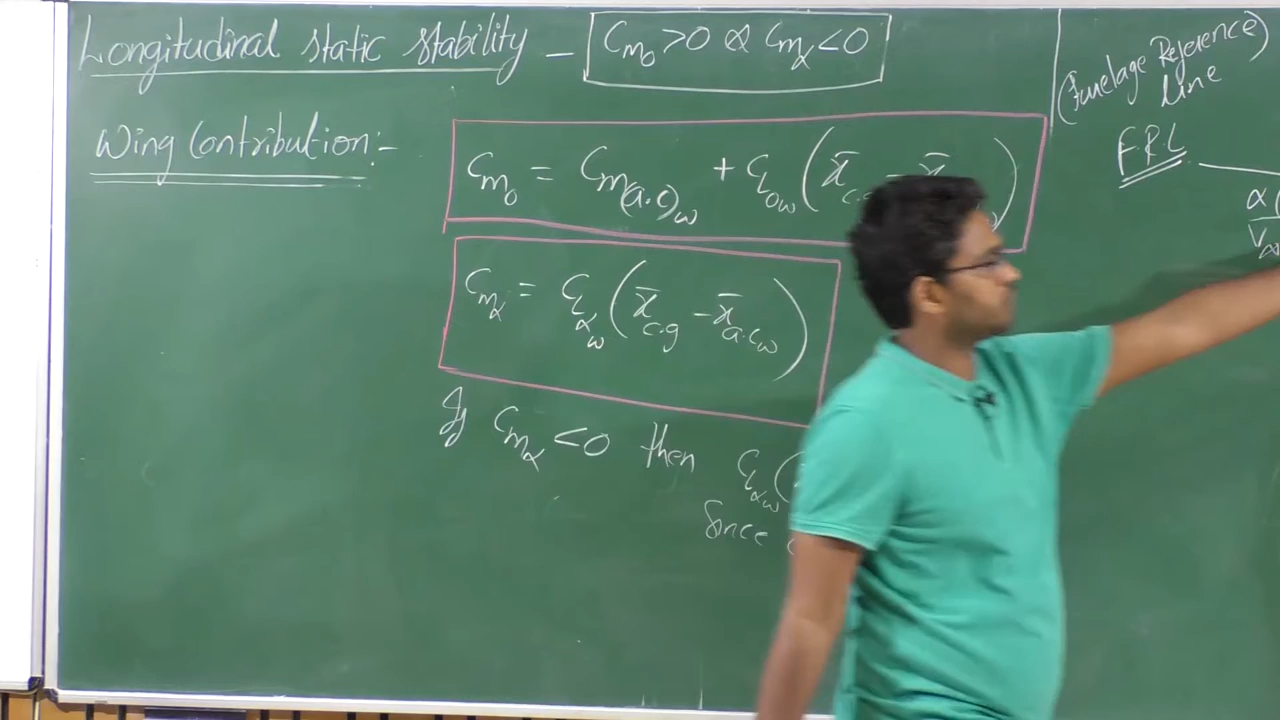 Longitudinal static stability - Cm₀>0 & Cmα<0
Wing Contribution:-
Cm₀ = Cm(a.c)w + CL₀w (x̄c.g - x̄
Cmα = CLαw (x̄c.g - x̄a.cw)
If Cmα <0 then CLαw (
Since
(Fuselage Reference)
line
F.R.L
α
V∞